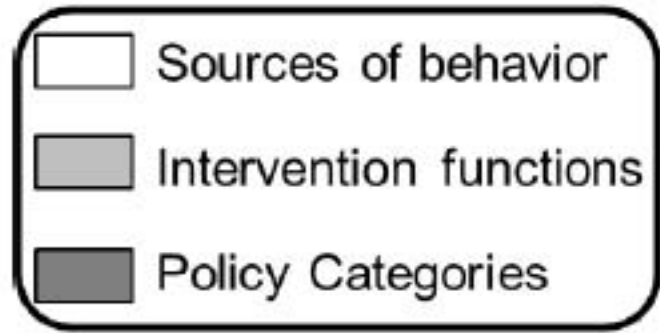 Sources of behavior
Intervention functions
Policy Categories